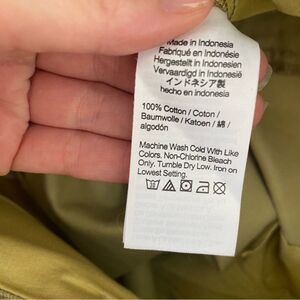 Made in Indonesia
Fabriqué en Indonésie
Hergestellt in Indonesien
Vervaardigd in Indonesië
インドネシア製
hecho en indonesia
100% Cotton / Coton /
Baumwolle / Katoen / 綿 /
algodón
Machine Wash Cold With Like
Colors. Non-Chlorine Bleach
Only. Tumble Dry Low. Iron on
Lowest Setting.